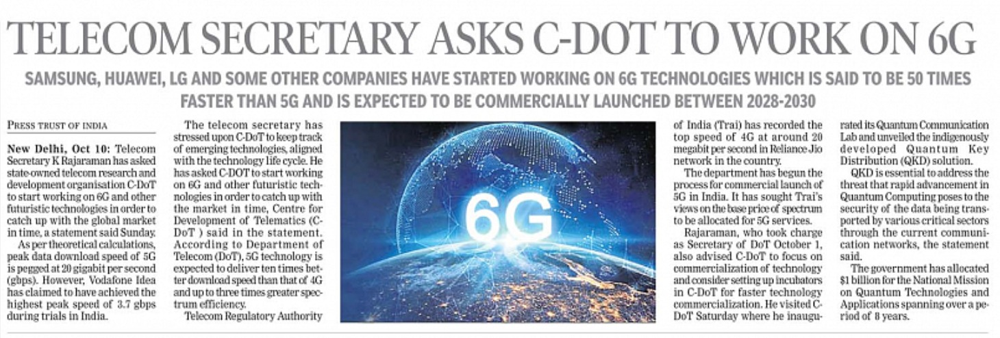 TELECOM SECRETARY ASKS C-DOT TO WORK ON 6G
SAMSUNG, HUAWEI, LG AND SOME OTHER COMPANIES HAVE STARTED WORKING ON 6G TECHNOLOGIES WHICH IS SAID TO BE 50 TIMES
FASTER THAN 5G AND IS EXPECTED TO BE COMMERCIALLY LAUNCHED BETWEEN 2028-2030
PRESS TRUST OF INDIA
New Delhi, Oct 10: Telecom
Secretary K Rajaraman has asked
state-owned telecom research and
development organisation C-DoT
to start working on 6G and other
futuristic technologies in order to
catch up with the global market
in time, a statement said Sunday.
As per theoretical calculations,
peak data download speed of 5G
is pegged at 20 gigabit per second
(gbps). However, Vodafone Idea
has claimed to have achieved the
highest peak speed of 3.7 gbps
during trials in India.
The telecom secretary has
stressed upon C-DoT to keep track
of emerging technologies, aligned
with the technology life cycle. He
has asked C-DOT to start working
on 6G and other futuristic tech-
nologies in order to catch up with
the market in time, Centre for
Development of Telematics (C-
DoT ) said in the statement.
According to Department of
Telecom (DoT), 5G technology is
expected to deliver ten times bet-
ter download speed than that of 4G
and up to three times greater spec-
trum efficiency.
Telecom Regulatory Authority
6G
of India (Trai) has recorded the
top speed of 4G at around 20
megabit per second in Reliance Jio
network in the country.
The department has begun the
process for commercial launch of
5G in India. It has sought Trai's
views on the base price of spectrum
to be allocated for 5G services.
Rajaraman, who took charge
as Secretary of DoT October 1,
also advised C-DoT to focus on
commercialization of technology
and consider setting up incubators
in C-DoT for faster technology
commercialization. He visited C-
DoT Saturday where he inaugu-
rated its Quantum Communication
Lab and unveiled the indigenously
developed Quantum Key
Distribution (QKD) solution.
QKD is essential to address the
threat that rapid advancement in
Quantum Computing poses to the
security of the data being trans-
ported by various critical sectors
through the current communi-
cation networks, the statement
said.
The government has allocated
$1 billion for the National Mission
on Quantum Technologies and
Applications spanning over a pe-
riod of 8 years.